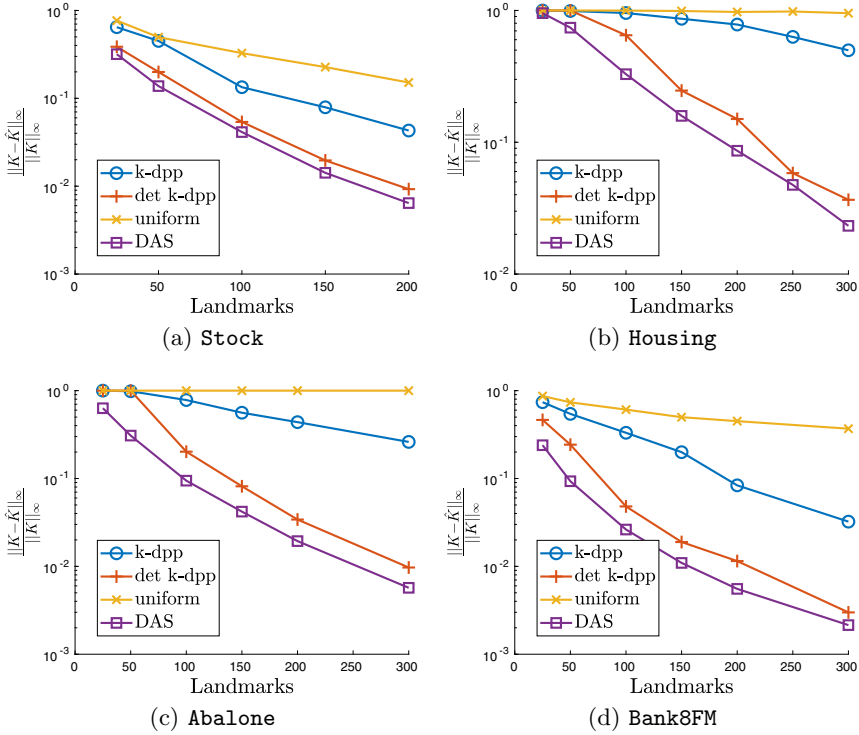 10^0
10^-1
10^-2
10^-3
||K−K̂||∞ / ||K||∞
k-dpp
det k-dpp
uniform
DAS
0 50 100 150 200
Landmarks
(a) Stock
10^0
10^-1
10^-2
||K−K̂||∞ / ||K||∞
k-dpp
det k-dpp
uniform
DAS
0 50 100 150 200 250 300
Landmarks
(b) Housing
10^0
10^-1
10^-2
10^-3
||K−K̂||∞ / ||K||∞
k-dpp
det k-dpp
uniform
DAS
0 50 100 150 200 250 300
Landmarks
(c) Abalone
10^0
10^-1
10^-2
10^-3
||K−K̂||∞ / ||K||∞
k-dpp
det k-dpp
uniform
DAS
0 50 100 150 200 250 300
Landmarks
(d) Bank8FM